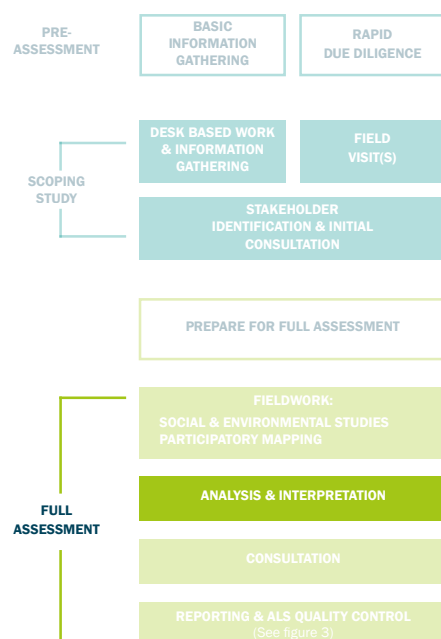 PRE-
ASSESSMENT
BASIC
INFORMATION
GATHERING
RAPID
DUE DILIGENCE
SCOPING
STUDY
DESK BASED WORK
& INFORMATION
GATHERING
FIELD
VISIT(S)
STAKEHOLDER
IDENTIFICATION & INITIAL
CONSULTATION
PREPARE FOR FULL ASSESSMENT
FULL
ASSESSMENT
FIELDWORK:
SOCIAL & ENVIRONMENTAL STUDIES
PARTICIPATORY MAPPING
ANALYSIS & INTERPRETATION
CONSULTATION
REPORTING & ALS QUALITY CONTROL
(See figure 3)